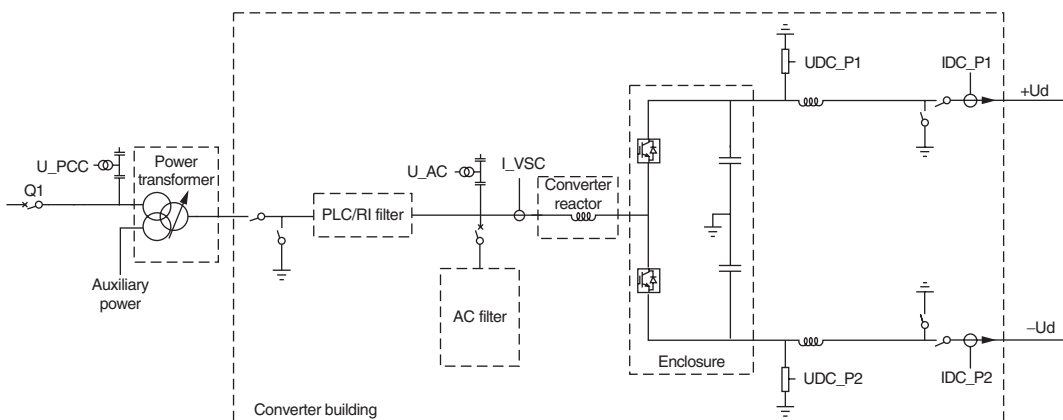 UDC_P1
IDC_P1
+Ud
U_PCC
Power
transformer
Q1
U_AC
I_VSC
Converter
reactor
PLC/RI filter
Auxiliary
power
AC filter
−Ud
Enclosure
UDC_P2
IDC_P2
Converter building